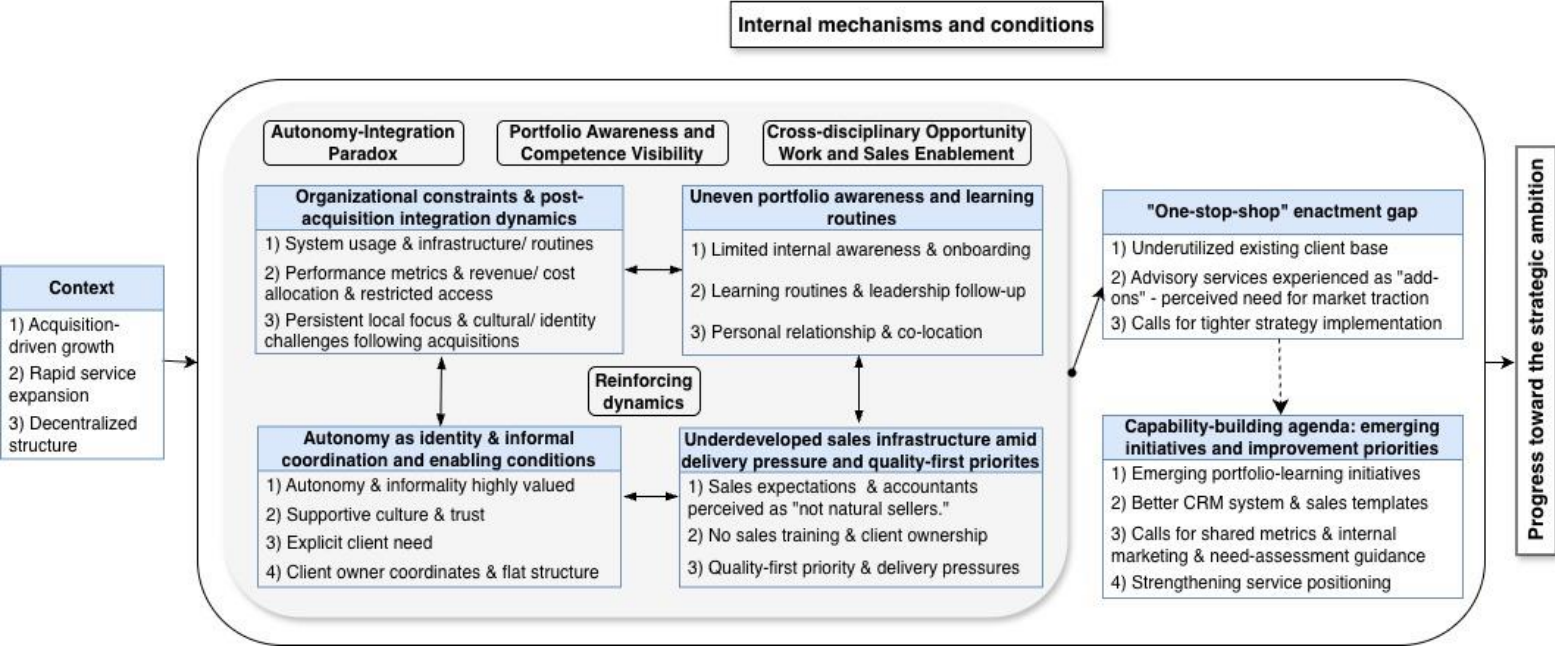 Internal mechanisms and conditions
Context
1) Acquisition-
driven growth
2) Rapid service
expansion
3) Decentralized
structure
Autonomy-Integration
Paradox
Portfolio Awareness and
Competence Visibility
Cross-disciplinary Opportunity
Work and Sales Enablement
Organizational constraints & post-
acquisition integration dynamics
1) System usage & infrastructure/ routines
2) Performance metrics & revenue/ cost
allocation & restricted access
3) Persistent local focus & cultural/ identity
challenges following acquisitions
Uneven portfolio awareness and learning
routines
1) Limited internal awareness & onboarding
2) Learning routines & leadership follow-up
3) Personal relationship & co-location
Reinforcing
dynamics
Autonomy as identity & informal
coordination and enabling conditions
1) Autonomy & informality highly valued
2) Supportive culture & trust
3) Explicit client need
4) Client owner coordinates & flat structure
Underdeveloped sales infrastructure amid
delivery pressure and quality-first priorites
1) Sales expectations & accountants
perceived as "not natural sellers."
2) No sales training & client ownership
3) Quality-first priority & delivery pressures
"One-stop-shop" enactment gap
1) Underutilized existing client base
2) Advisory services experienced as "add-
ons" - perceived need for market traction
3) Calls for tighter strategy implementation
Capability-building agenda: emerging
initiatives and improvement priorities
1) Emerging portfolio-learning initiatives
2) Better CRM system & sales templates
3) Calls for shared metrics & internal
marketing & need-assessment guidance
4) Strengthening service positioning
Progress toward the strategic ambition